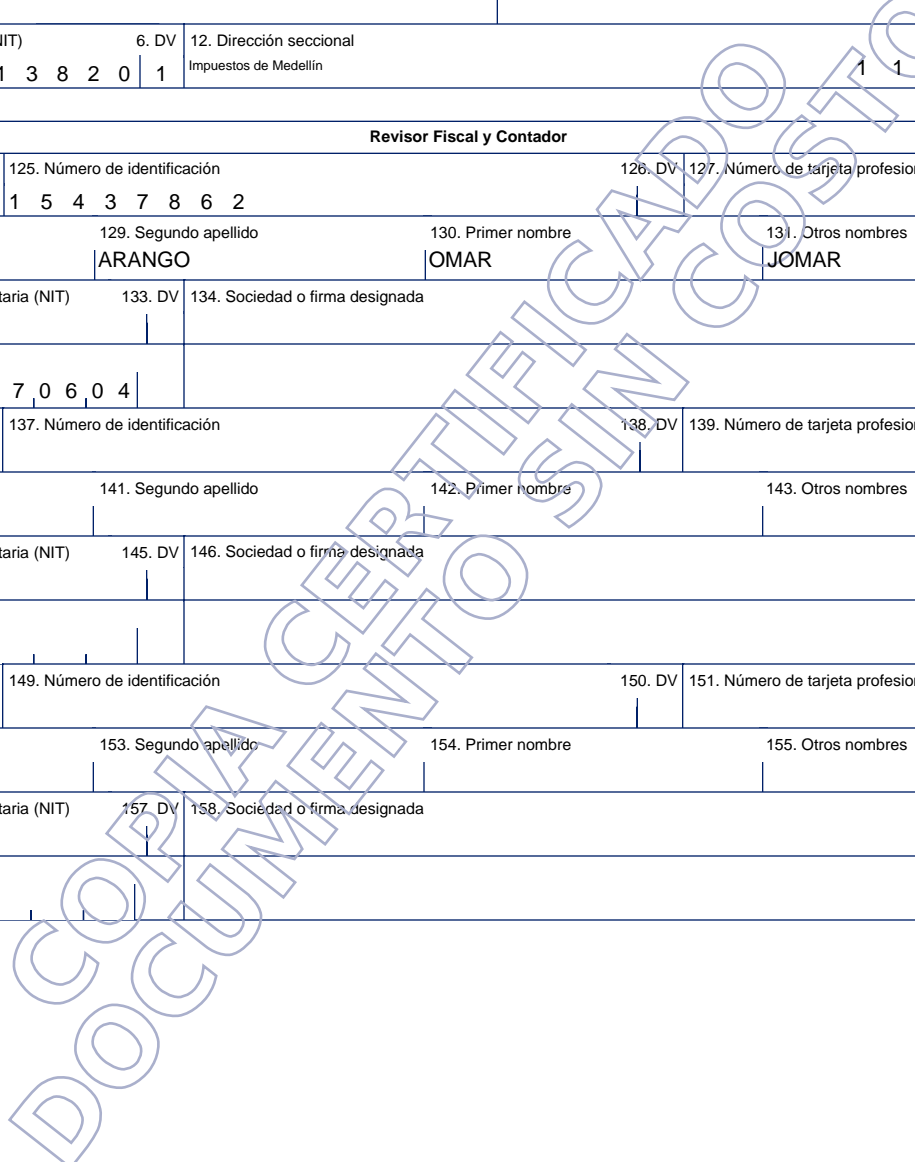 NIT) 6. DV 12. Dirección seccional
1 3 8 2 0 1 Impuestos de Medellín 1 1
Revisor Fiscal y Contador
125. Número de identificación 126. DV 127. Número de tarjeta profesion
1 5 4 3 7 8 6 2
129. Segundo apellido 130. Primer nombre 131. Otros nombres
ARANGO OMAR JOMAR
taria (NIT) 133. DV 134. Sociedad o firma designada
7 0 6 0 4
137. Número de identificación 138. DV 139. Número de tarjeta profesion
141. Segundo apellido 142. Primer nombre 143. Otros nombres
taria (NIT) 145. DV 146. Sociedad o firma designada
149. Número de identificación 150. DV 151. Número de tarjeta profesion
153. Segundo apellido 154. Primer nombre 155. Otros nombres
taria (NIT) 157. DV 158. Sociedad o firma designada
COPIA CERTIFICADO
DOCUMENTO SIN COSTO